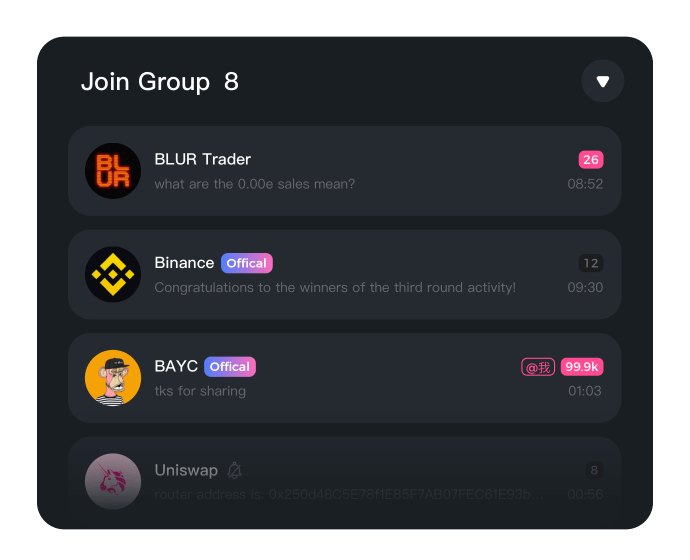 Join Group 8
BLUR Trader 26
BL
UR
what are the 0.00e sales mean? 08:52
Binance Offical 12
Congratulations to the winners of the third round activity! 09:30
BAYC Offical @我 99.9k
tks for sharing 01:03
Uniswap 8
router address is: 0x250d48C5E78f1E85F7AB07FEC61E93b... 00:56